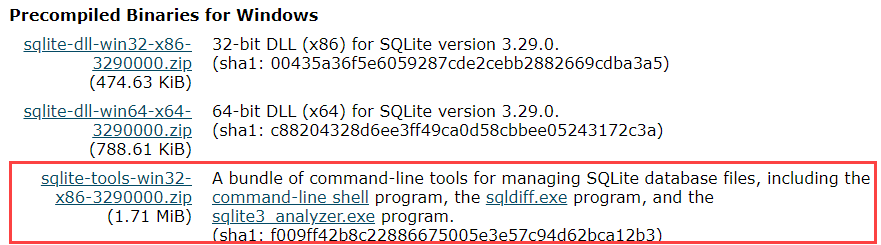 Precompiled Binaries for Windows
sqlite-dll-win32-x86- 32-bit DLL (x86) for SQLite version 3.29.0.
3290000.zip (sha1: 00435a36f5e6059287cde2cebb2882669cdba3a5)
(474.63 KiB)
sqlite-dll-win64-x64- 64-bit DLL (x64) for SQLite version 3.29.0.
3290000.zip (sha1: c88204328d6ee3ff49ca0d58cbbee05243172c3a)
(788.61 KiB)
sqlite-tools-win32- A bundle of command-line tools for managing SQLite database files, including the
x86-3290000.zip command-line shell program, the sqldiff.exe program, and the
(1.71 MiB) sqlite3_analyzer.exe program.
(sha1: f009ff42b8c22886675005e3e57c94d62bca12b3)